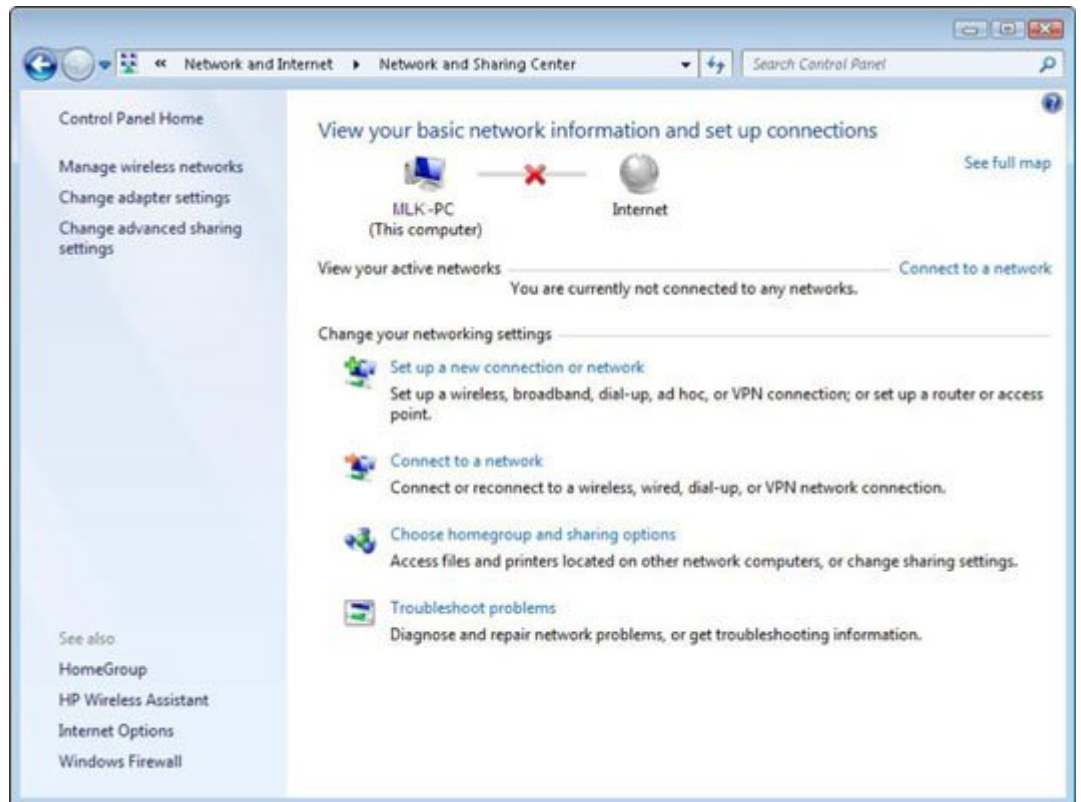 « Network and Internet ▸ Network and Sharing Center
Search Control Panel
Control Panel Home
Manage wireless networks
Change adapter settings
Change advanced sharing
settings
See also
HomeGroup
HP Wireless Assistant
Internet Options
Windows Firewall
View your basic network information and set up connections
See full map
MLK-PC
(This computer)
Internet
View your active networks
Connect to a network
You are currently not connected to any networks.
Change your networking settings
Set up a new connection or network
Set up a wireless, broadband, dial-up, ad hoc, or VPN connection; or set up a router or access
point.
Connect to a network
Connect or reconnect to a wireless, wired, dial-up, or VPN network connection.
Choose homegroup and sharing options
Access files and printers located on other network computers, or change sharing settings.
Troubleshoot problems
Diagnose and repair network problems, or get troubleshooting information.